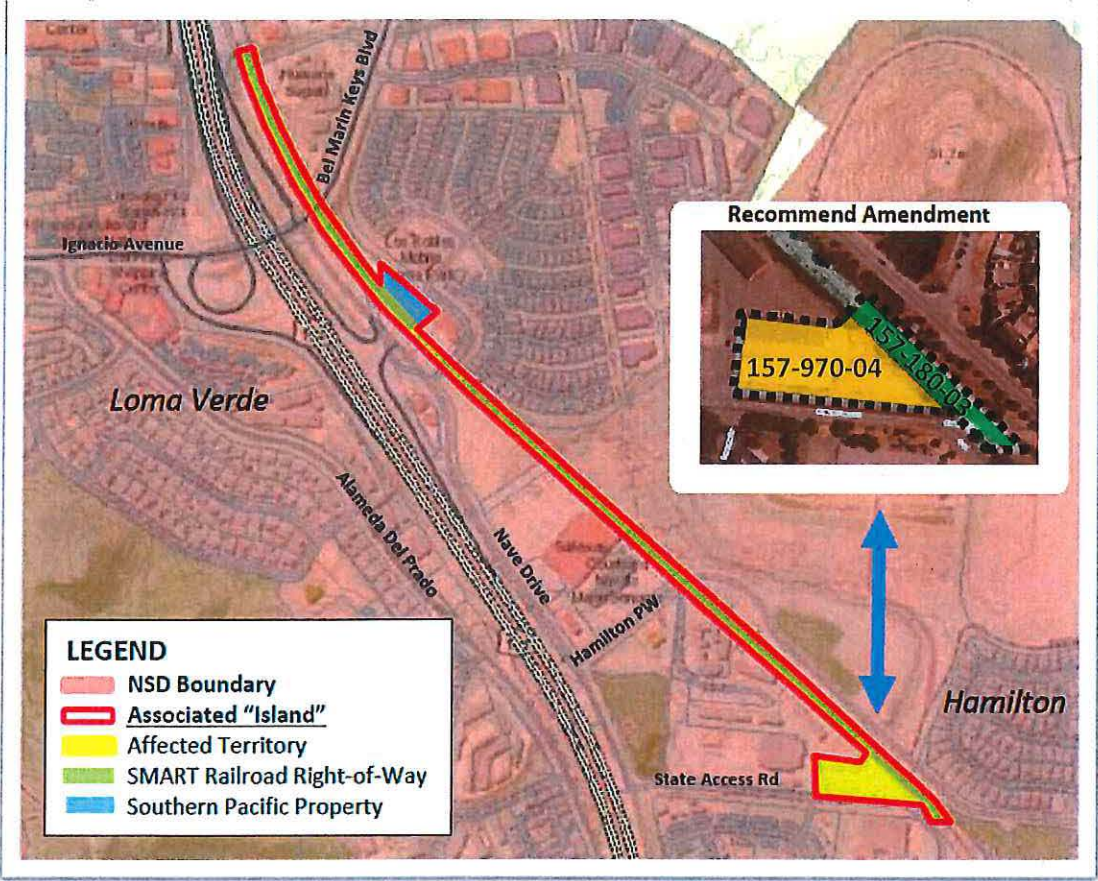 Bel Marin Keys Blvd
Ignacio Avenue
Recommend Amendment
157-970-04
157-180-03
Loma Verde
Alameda Del Prado
Nave Drive
Hamilton PW
Hamilton
State Access Rd
LEGEND
NSD Boundary
Associated “Island”
Affected Territory
SMART Railroad Right-of-Way
Southern Pacific Property